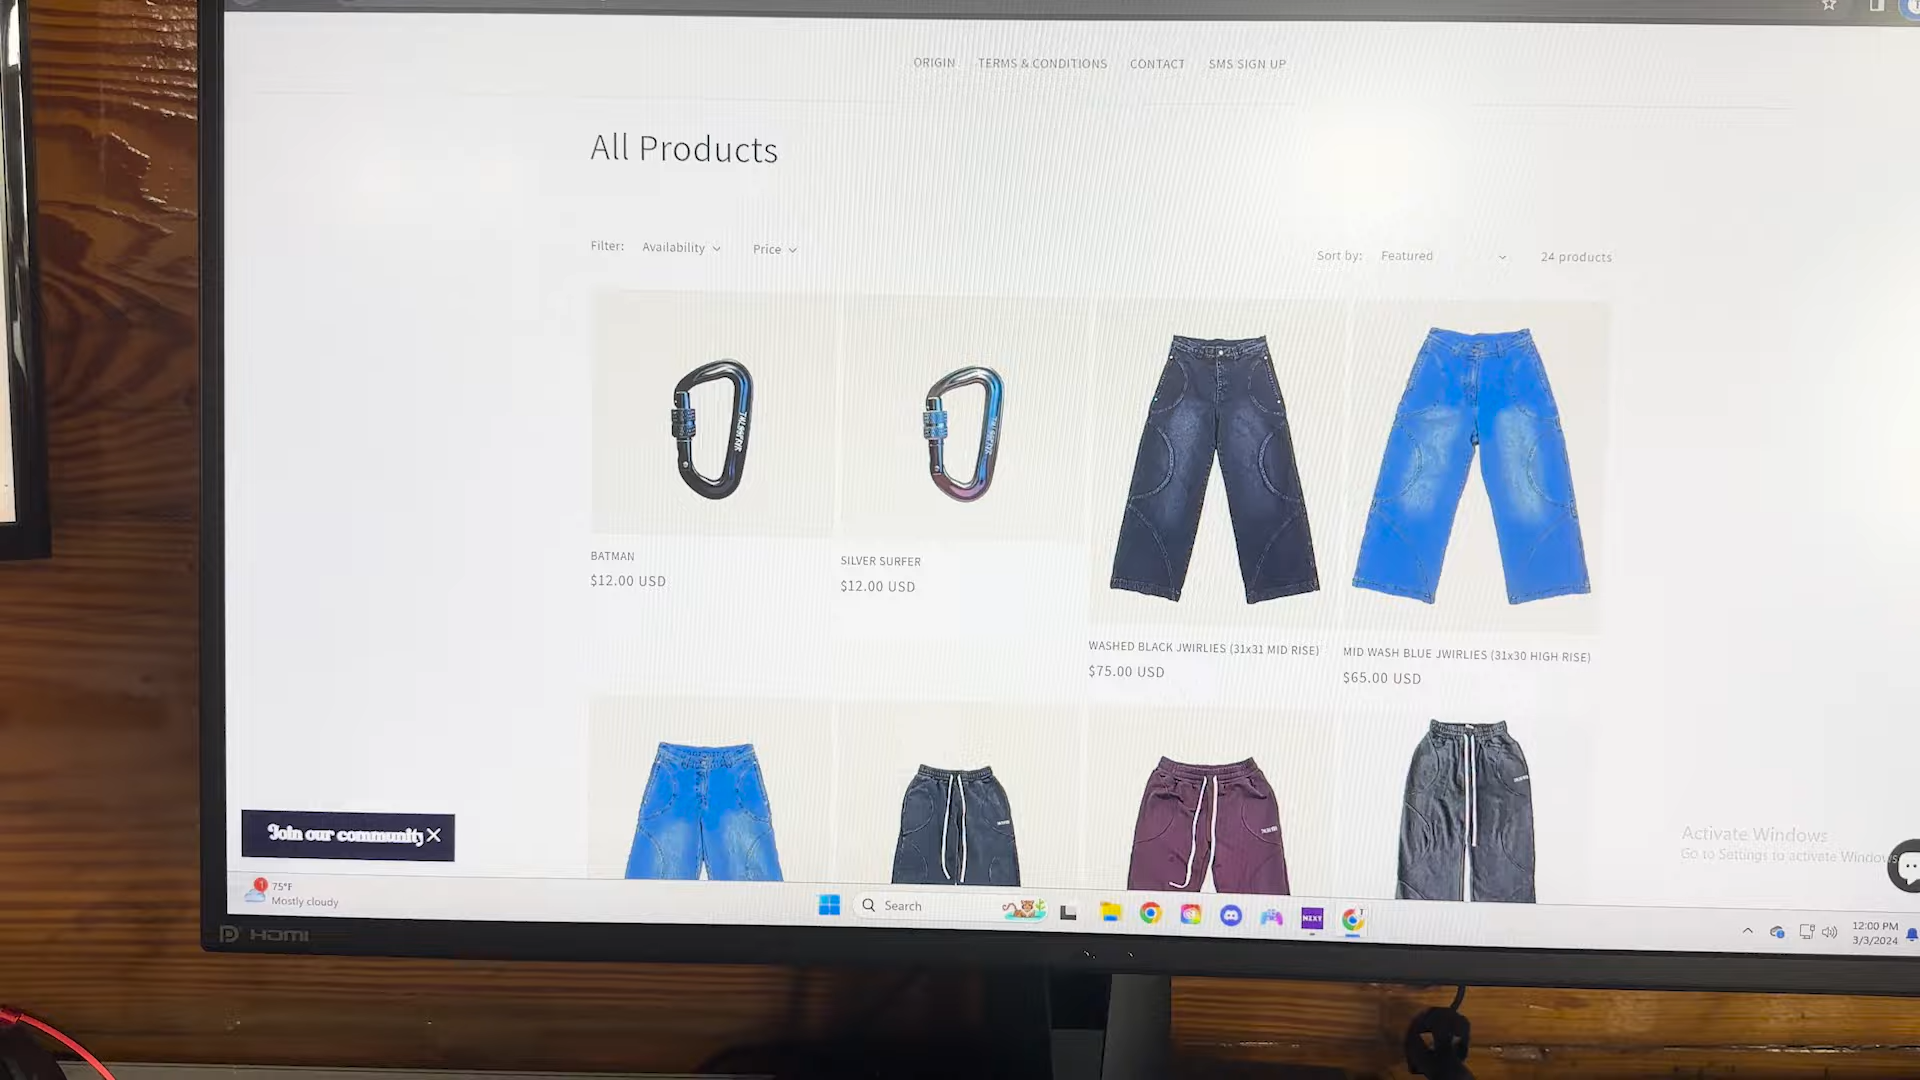 ORIGIN TERMS & CONDITIONS CONTACT SMS SIGN UP
All Products
Filter: Availability Price
Sort by: Featured 24 products
BATMAN
$12.00 USD
SILVER SURFER
$12.00 USD
WASHED BLACK JWIRLIES (31x31 MID RISE)
$75.00 USD
MID WASH BLUE JWIRLIES (31x30 HIGH RISE)
$65.00 USD
Join our community
Activate Windows
Go to Settings to activate Windows
1
75°F
Mostly cloudy
Search
NEXT
12:00 PM
3/3/2024
HDMI